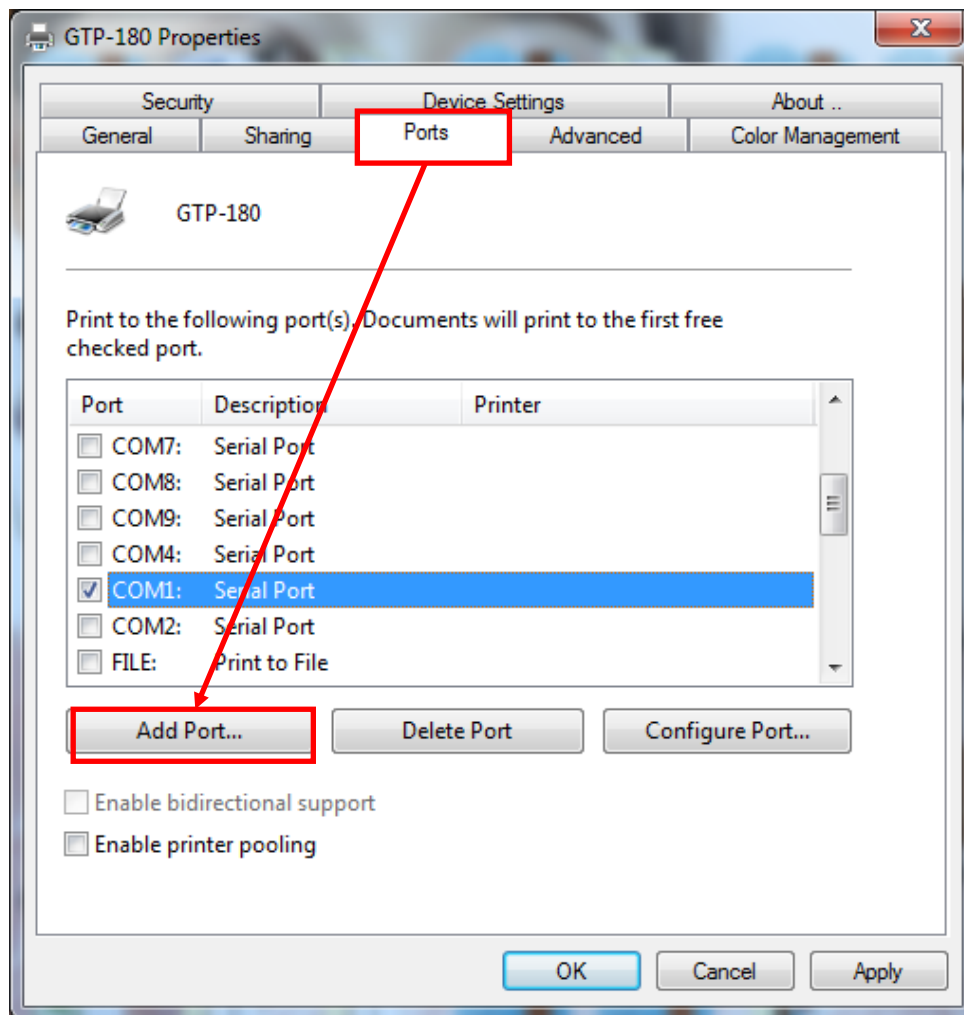 GTP-180 Properties
Security Device Settings About ..
General Sharing Ports Advanced Color Management
GTP-180
Print to the following port(s). Documents will print to the first free
checked port.
Port Description Printer
COM7: Serial Port
COM8: Serial Port
COM9: Serial Port
COM4: Serial Port
COM1: Serial Port
COM2: Serial Port
FILE: Print to File
Add Port... Delete Port Configure Port...
Enable bidirectional support
Enable printer pooling
OK Cancel Apply